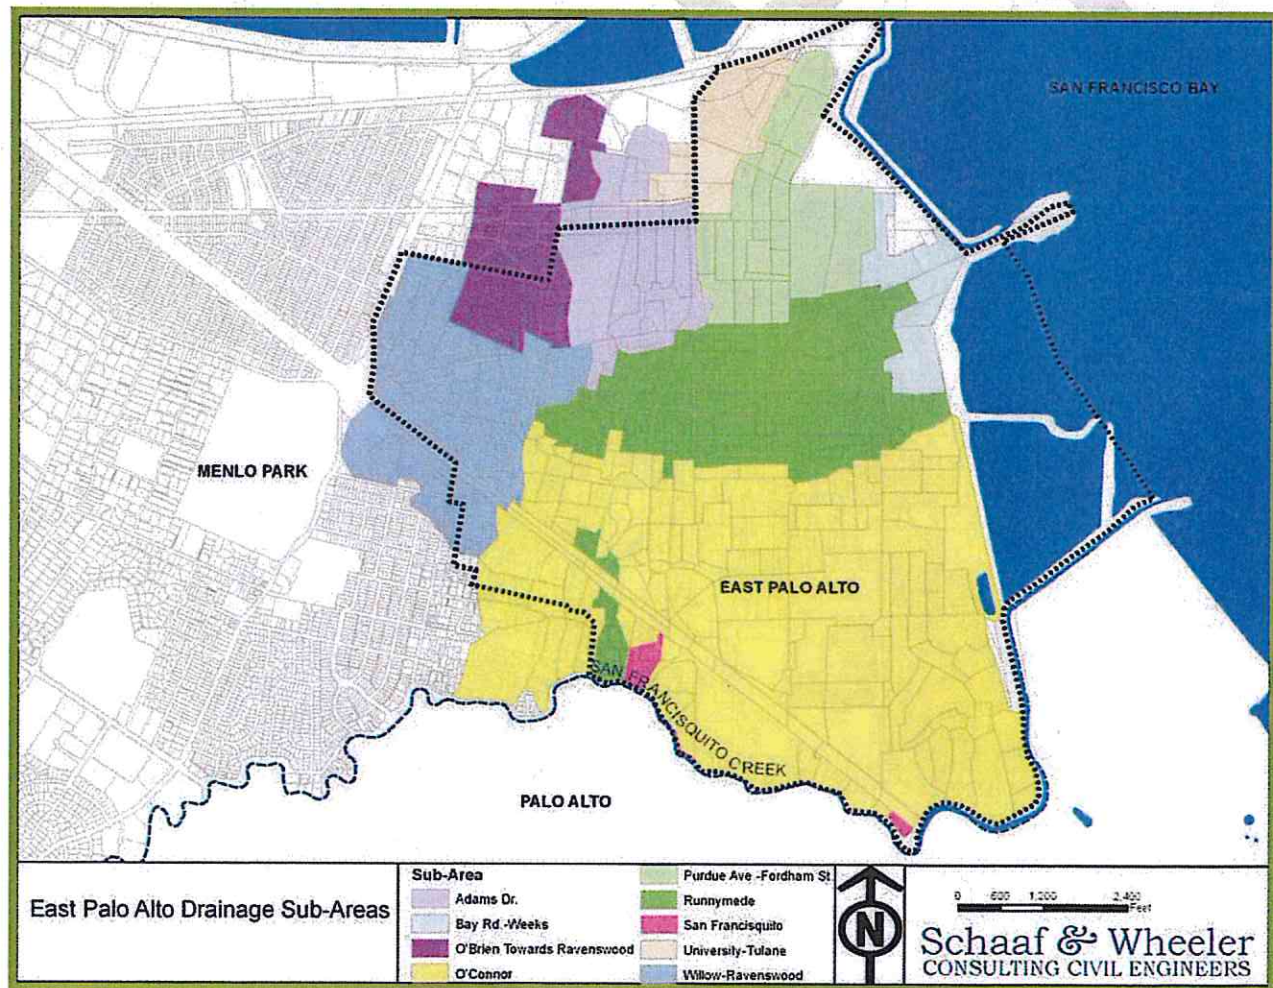 SAN FRANCISCO BAY
MENLO PARK
EAST PALO ALTO
SAN FRANCISQUITO CREEK
PALO ALTO
East Palo Alto Drainage Sub-Areas
Sub-Area
Adams Dr.
Bay Rd.-Weeks
O'Brien Towards Ravenswood
O'Connor
Purdue Ave -Fordham St.
Runnymede
San Francisquito
University-Tulane
Willow-Ravenswood
N
0 600 1,200 2,400
Feet
Schaaf & Wheeler
CONSULTING CIVIL ENGINEERS